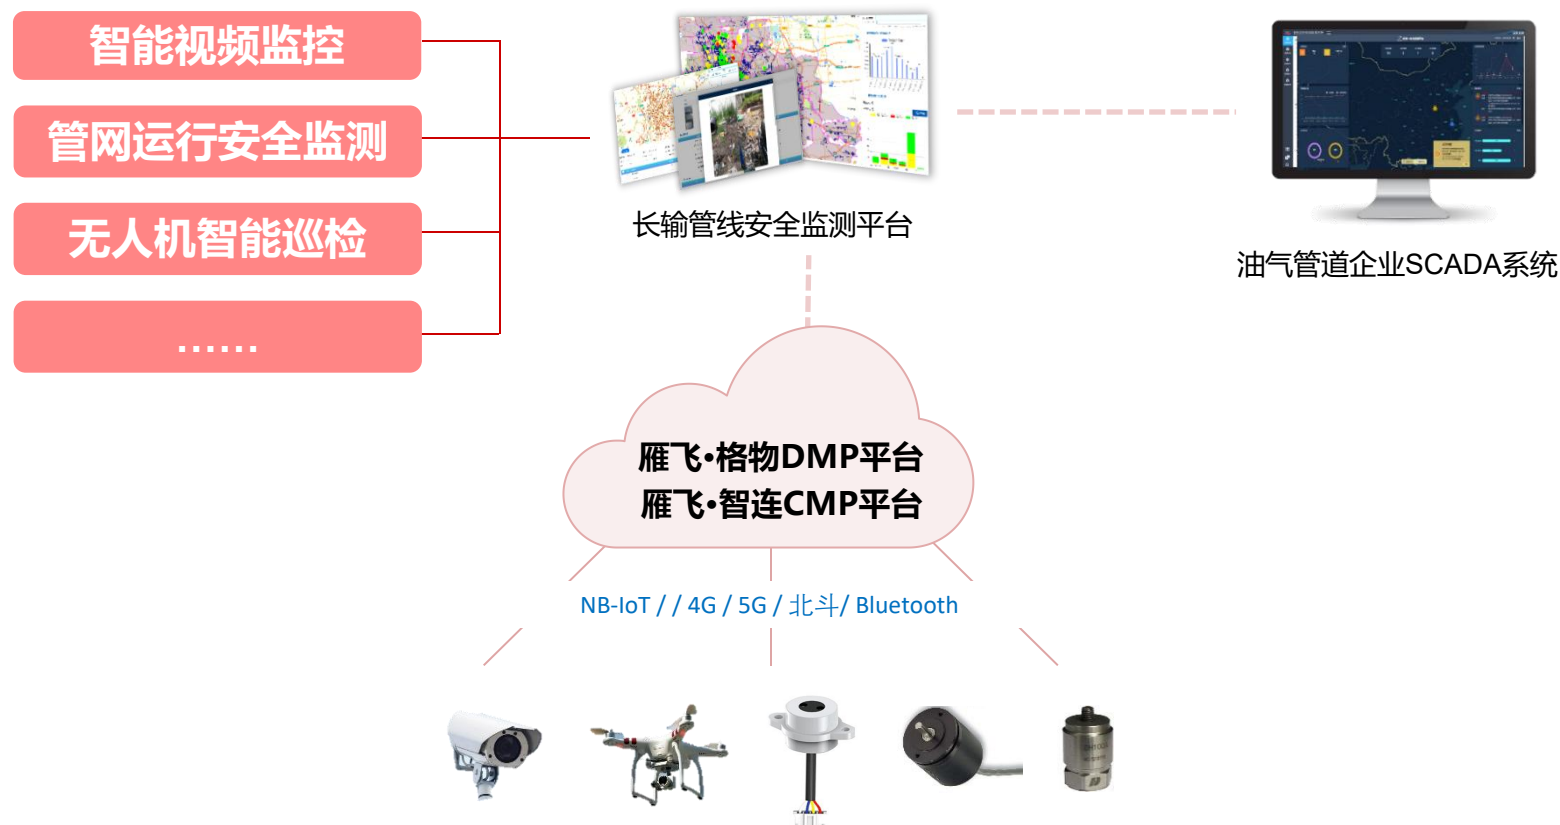 智能视频监控
管网运行安全监测
无人机智能巡检
······
长输管线安全监测平台
油气管道企业SCADA系统
雁飞·格物DMP平台
雁飞·智连CMP平台
NB-IoT / / 4G / 5G / 北斗/ Bluetooth